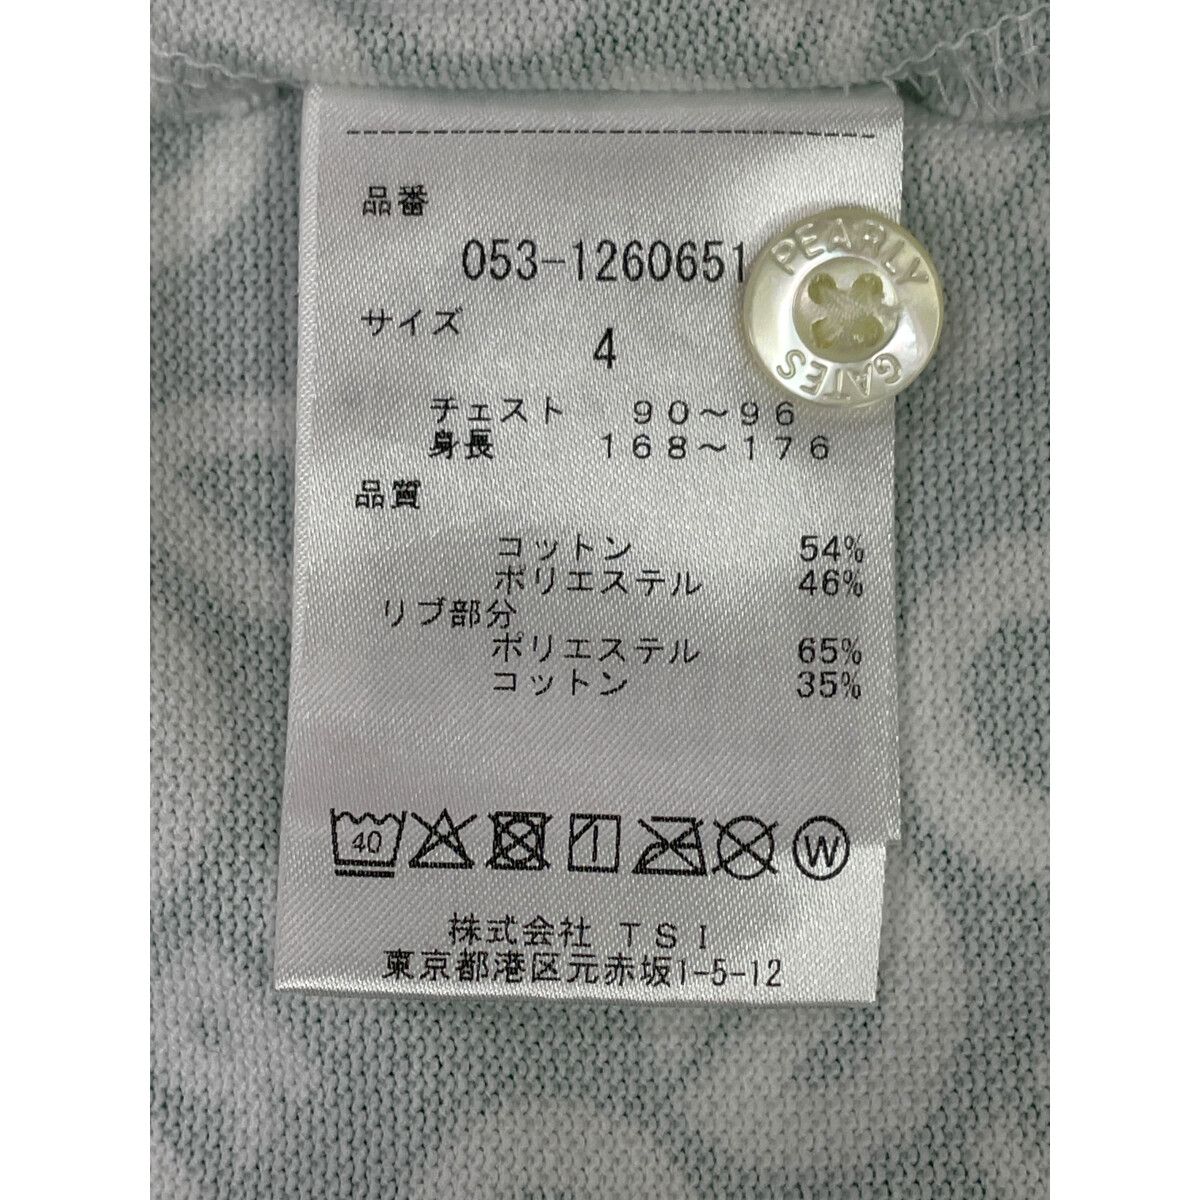 品番
053-1260651
サイズ
4
チェスト 90～96
身長 168～176
品質
コットン 54%
ポリエステル 46%
リブ部分
ポリエステル 65%
コットン 35%
40 1 W
株式会社 TSI
東京都港区元赤坂1-5-12
PEARLY
GATES